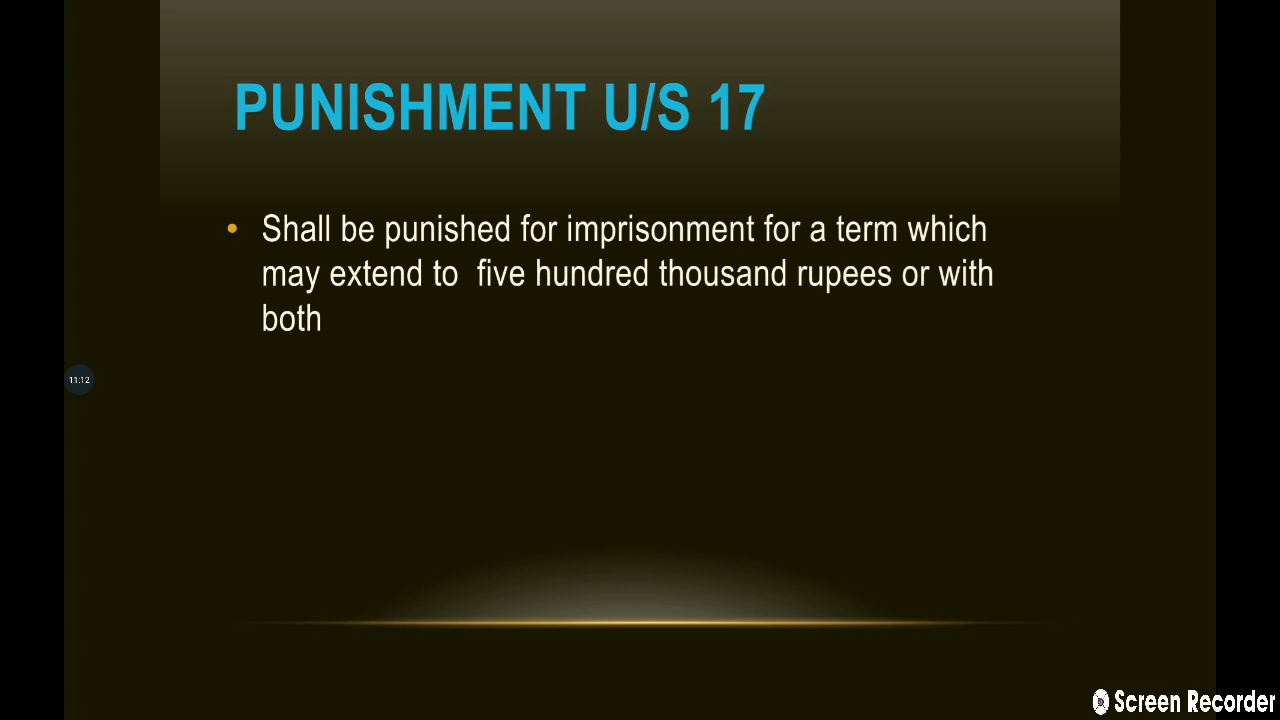 PUNISHMENT U/S 17
• Shall be punished for imprisonment for a term which
may extend to  five hundred thousand rupees or with
both
11:12
Screen Recorder